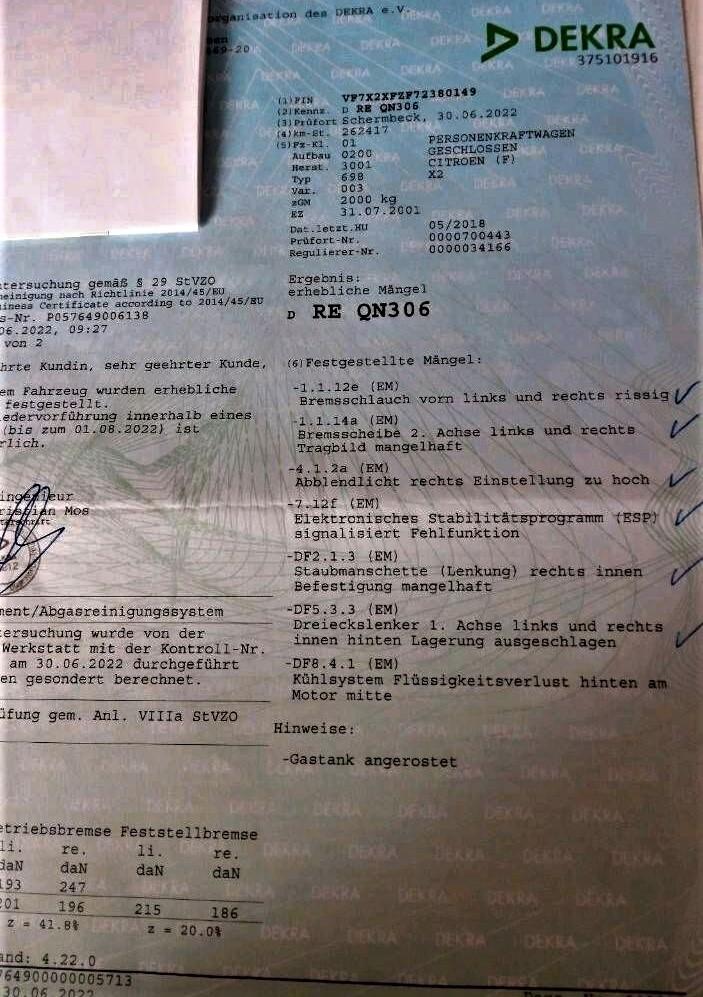 organisation des DEKRA e.V.
DEKRA
375101916
669-20
(1)FIN VF7X2XFZF72380149
(2)Kennz. D RE QN306
(3)Prüfort Schermbeck, 30.06.2022
(4)km-St. 262417
(5)Fz-Kl. 01 PERSONENKRAFTWAGEN
Aufbau 0200 GESCHLOSSEN
Herst. 3001 CITROEN (F)
Typ 698 X2
Var. 003
zGM 2000 kg
EZ 31.07.2001
Dat.letzt.HU 05/2018
Prüfort-Nr. 0000700443
Regulierer-Nr. 0000034166
tersuchung gemäß § 29 StVZO
heinigung nach Richtlinie 2014/45/EU
iness Certificate according to 2014/45/EU
s-Nr. P057649006138
06.2022, 09:27
von 2
Ergebnis:
erhebliche Mängel
D RE QN306
hrte Kundin, sehr geehrter Kunde,
em Fahrzeug wurden erhebliche
festgestellt.
edervorführung innerhalb eines
(bis zum 01.08.2022) ist
rlich.
ingenieur
ristian Mos
(6)Festgestellte Mängel:
-1.1.12e (EM)
Bremsschlauch vorn links und rechts rissig
-1.1.14a (EM)
Bremsscheibe 2. Achse links und rechts
Tragbild mangelhaft
-4.1.2a (EM)
Abblendlicht rechts Einstellung zu hoch
-7.12f (EM)
Elektronisches Stabilitätsprogramm (ESP)
signalisiert Fehlfunktion
-DF2.1.3 (EM)
Staubmanschette (Lenkung) rechts innen
Befestigung mangelhaft
-DF5.3.3 (EM)
Dreieckslenker 1. Achse links und rechts
innen hinten Lagerung ausgeschlagen
-DF8.4.1 (EM)
Kühlsystem Flüssigkeitsverlust hinten am
Motor mitte
Hinweise:
-Gastank angerostet
ment/Abgasreinigungssystem
tersuchung wurde von der
Werkstatt mit der Kontroll-Nr.
am 30.06.2022 durchgeführt
en gesondert berechnet.
üfung gem. Anl. VIIIa StVZO
etriebsbremse Feststellbremse
li. re. li. re.
daN daN daN daN
193 247
201 196 215 186
z = 41.8% z = 20.0%
and: 4.22.0
764900000005713
30.06.2022